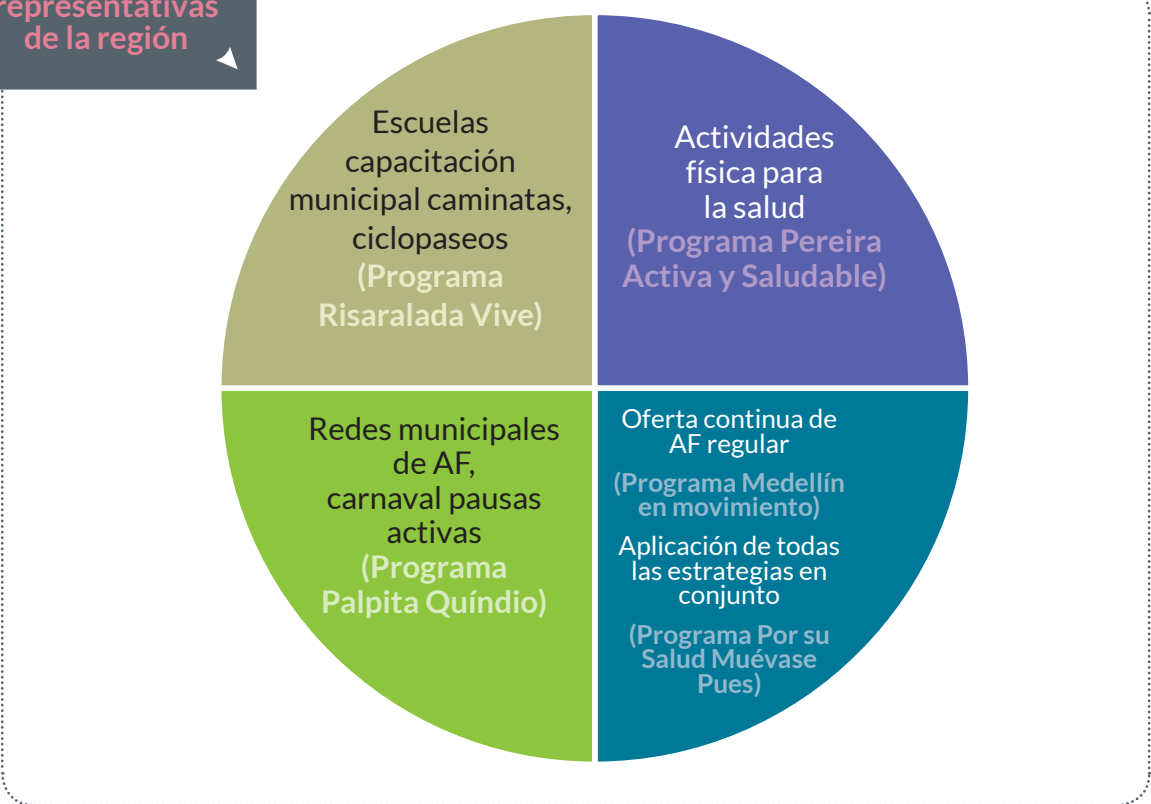 representativas
de la región
Escuelas
capacitación
municipal caminatas,
ciclopaseos
(Programa
Risaralada Vive)
Actividades
física para
la salud
(Programa Pereira
Activa y Saludable)
Redes municipales
de AF,
carnaval pausas
activas
(Programa
Palpita Quíndio)
Oferta continua de
AF regular
(Programa Medellín
en movimiento)
Aplicación de todas
las estrategias en
conjunto
(Programa Por su
Salud Muévase
Pues)